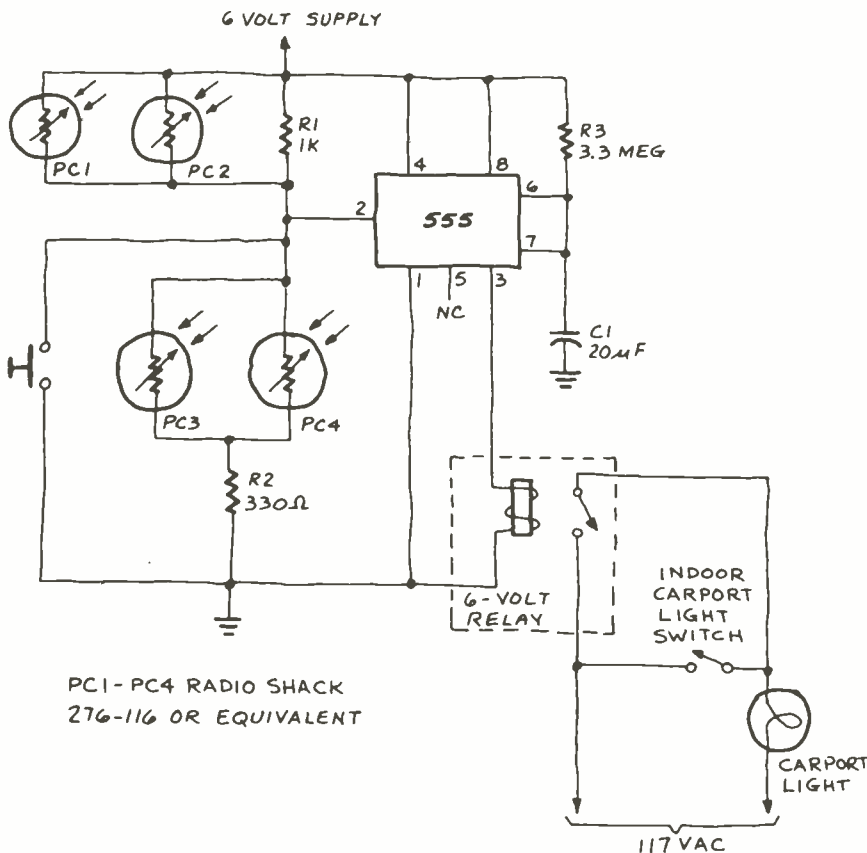 6 VOLT SUPPLY
PC1
PC2
R1
1K
R3
3.3 MEG
4
8
2
555
6
7
1
5
3
NC
C1
20µF
PC3
PC4
R2
330Ω
6-VOLT
RELAY
INDOOR
CARPORT
LIGHT
SWITCH
PC1-PC4 RADIO SHACK
276-116 OR EQUIVALENT
CARPORT
LIGHT
117 VAC